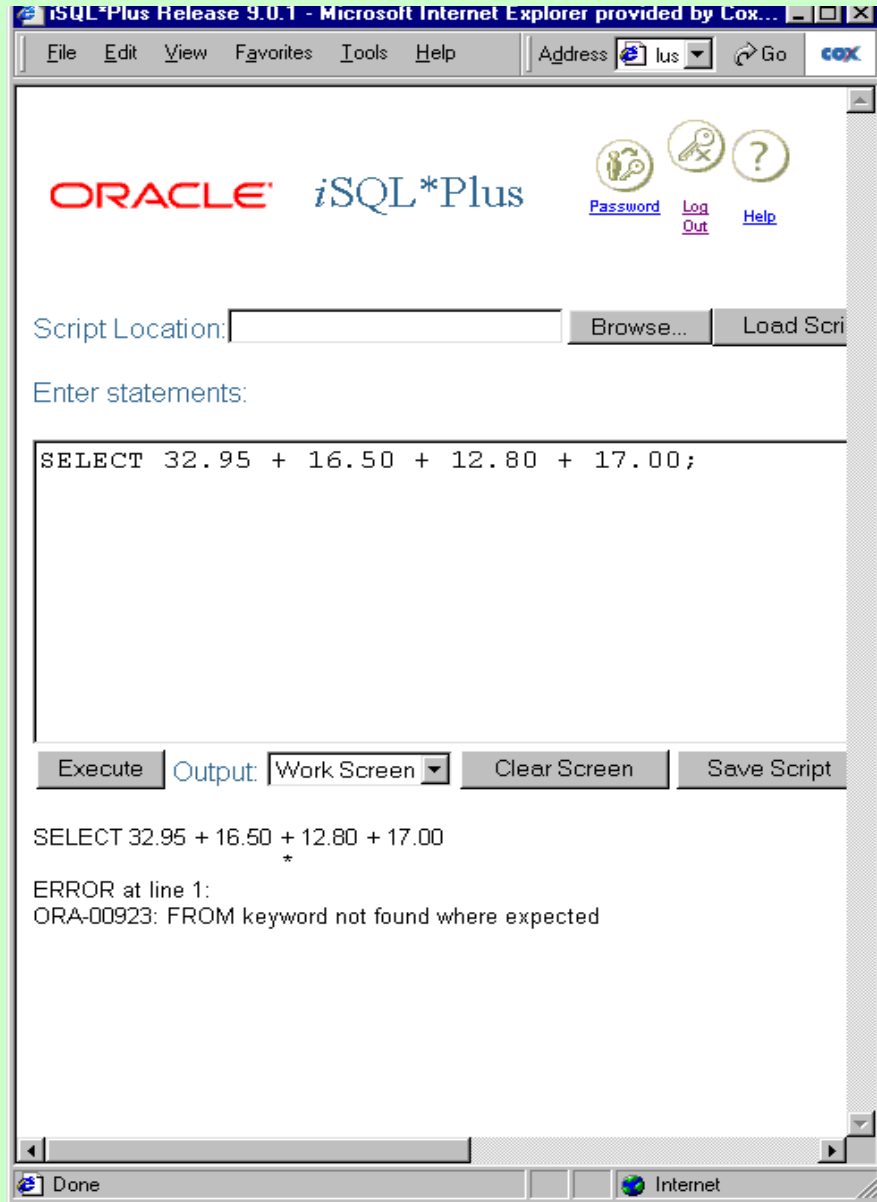 iSQL*Plus Release 9.0.1 - Microsoft Internet Explorer provided by Cox...
File Edit View Favorites Tools Help Address lus Go COX
ORACLE iSQL*Plus
Password Log Out Help
Script Location: Browse... Load Scri
Enter statements:
SELECT 32.95 + 16.50 + 12.80 + 17.00;
Execute Output: Work Screen Clear Screen Save Script
SELECT 32.95 + 16.50 + 12.80 + 17.00
*
ERROR at line 1:
ORA-00923: FROM keyword not found where expected
Done Internet